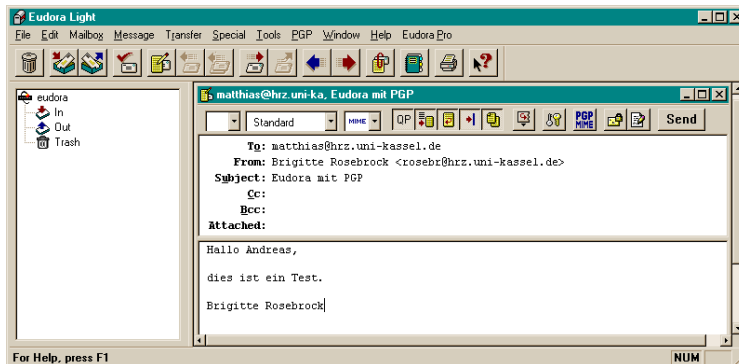 Eudora Light
File Edit Mailbox Message Transfer Special Tools PGP Window Help Eudora Pro
eudora
In
Out
Trash
matthias@hrz.uni-ka, Eudora mit PGP
Standard MIME QP PGP MIME Send
To: matthias@hrz.uni-kassel.de
From: Brigitte Rosebrock <rosebr@hrz.uni-kassel.de>
Subject: Eudora mit PGP
Cc:
Bcc:
Attached:
Hallo Andreas,
dies ist ein Test.
Brigitte Rosebrock
For Help, press F1
NUM